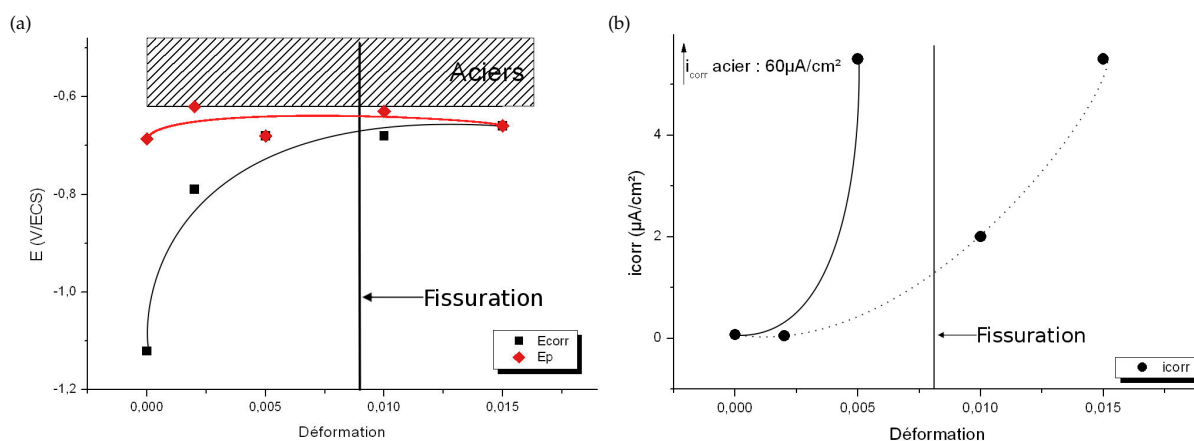 (a)
Aciers
-0,6
-0,8
-1,0
-1,2
E (V/ECS)
Fissuration
Ecorr
Ep
0,000
0,005
0,010
0,015
Déformation
(b)
i corr acier : 60µA/cm²
4
2
0
icorr (µA/cm²)
Fissuration
icorr
0,000
0,005
0,010
0,015
Déformation